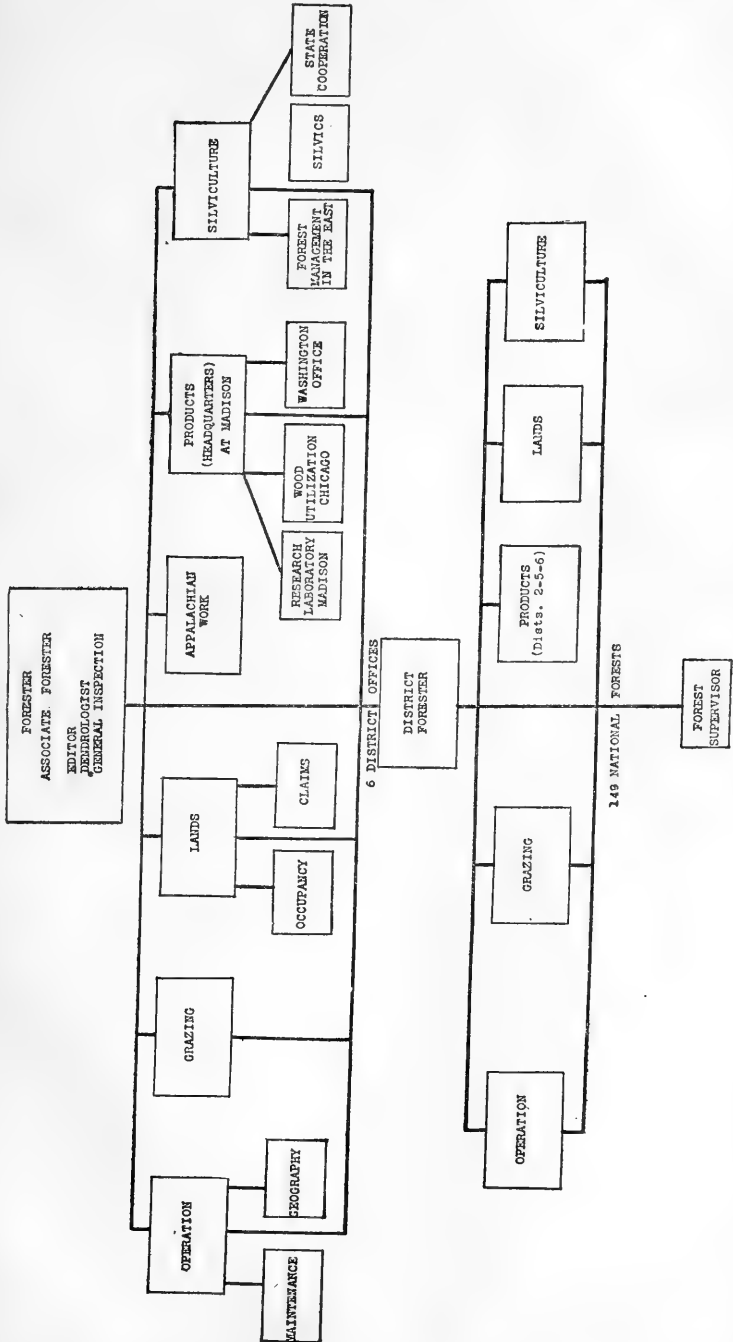 FORESTER
ASSOCIATE FORESTER
EDITOR
DENDROLOGIST
GENERAL INSPECTION
OPERATION
GRAZING
LANDS
APPALACHIAN
WORK
PRODUCTS
(HEADQUARTERS)
AT MADISON
SILVICULTURE
MAINTENANCE
GEOGRAPHY
OCCUPANCY
CLAIMS
RESEARCH
LABORATORY
MADISON
WOOD
UTILIZATION
CHICAGO
WASHINGTON
OFFICE
FOREST
MANAGEMENT
IN THE EAST
SILVICS
STATE
COOPERATION
6 DISTRICT OFFICES
DISTRICT
FORESTER
OPERATION
GRAZING
PRODUCTS
(Dists. 2-5-6)
LANDS
SILVICULTURE
149 NATIONAL FORESTS
FOREST
SUPERVISOR